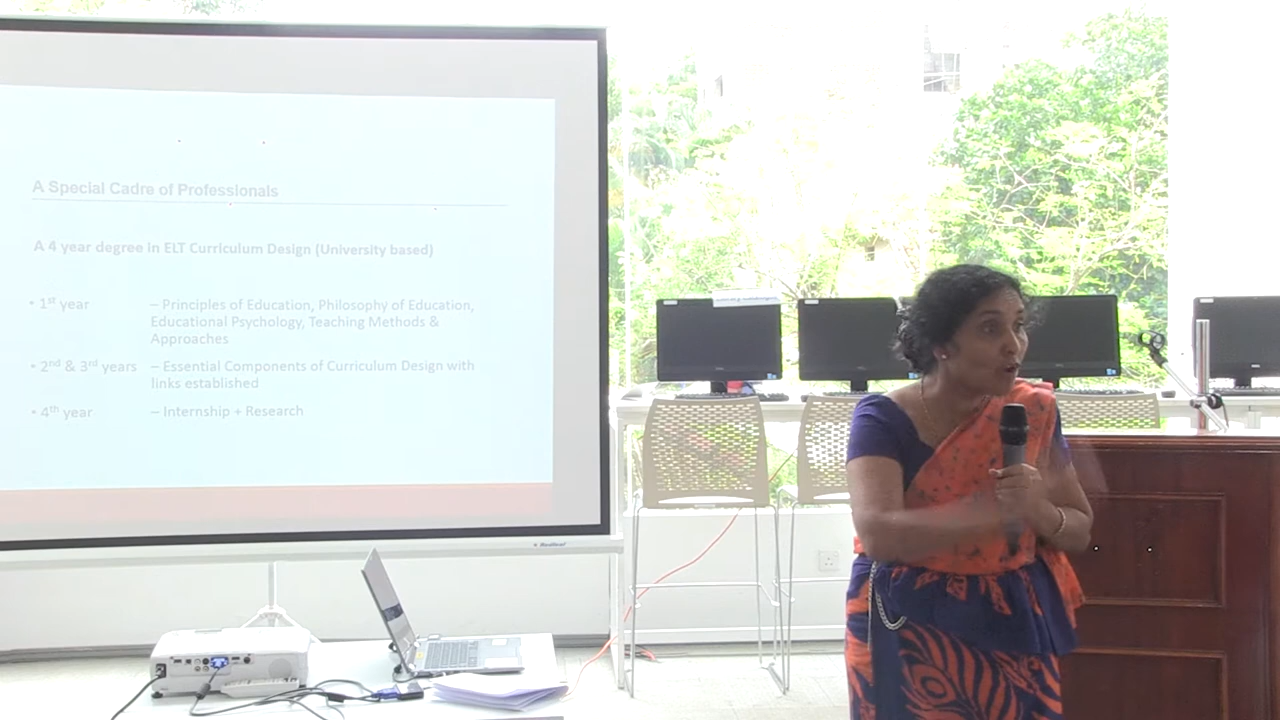 A Special Cadre of Professionals
A 4 year degree in ELT Curriculum Design (University based)
• 1st year – Principles of Education, Philosophy of Education,
Educational Psychology, Teaching Methods &
Approaches
• 2nd & 3rd years – Essential Components of Curriculum Design with
links established
• 4th year – Internship + Research